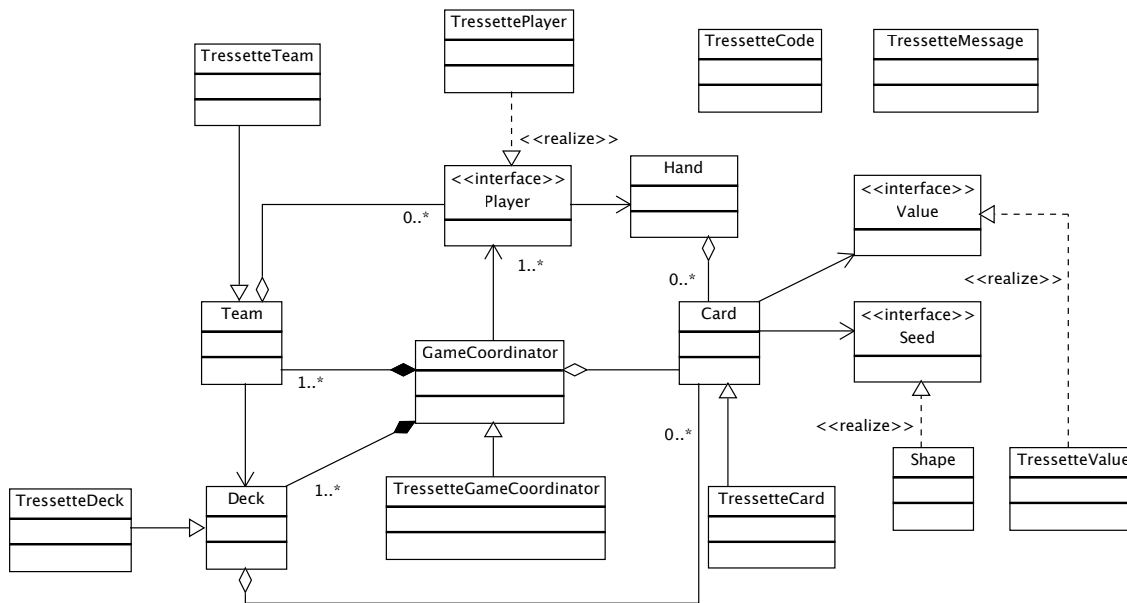 TressettePlayer
TressetteTeam
TressetteCode
TressetteMessage
<<realize>>
<<interface>>
Player
Hand
<<interface>>
Value
0..*
1..*
0..*
<<realize>>
Team
Card
<<interface>>
Seed
GameCoordinator
1..*
0..*
<<realize>>
Shape
TressetteValue
1..*
TressetteDeck
Deck
TressetteGameCoordinator
TressetteCard